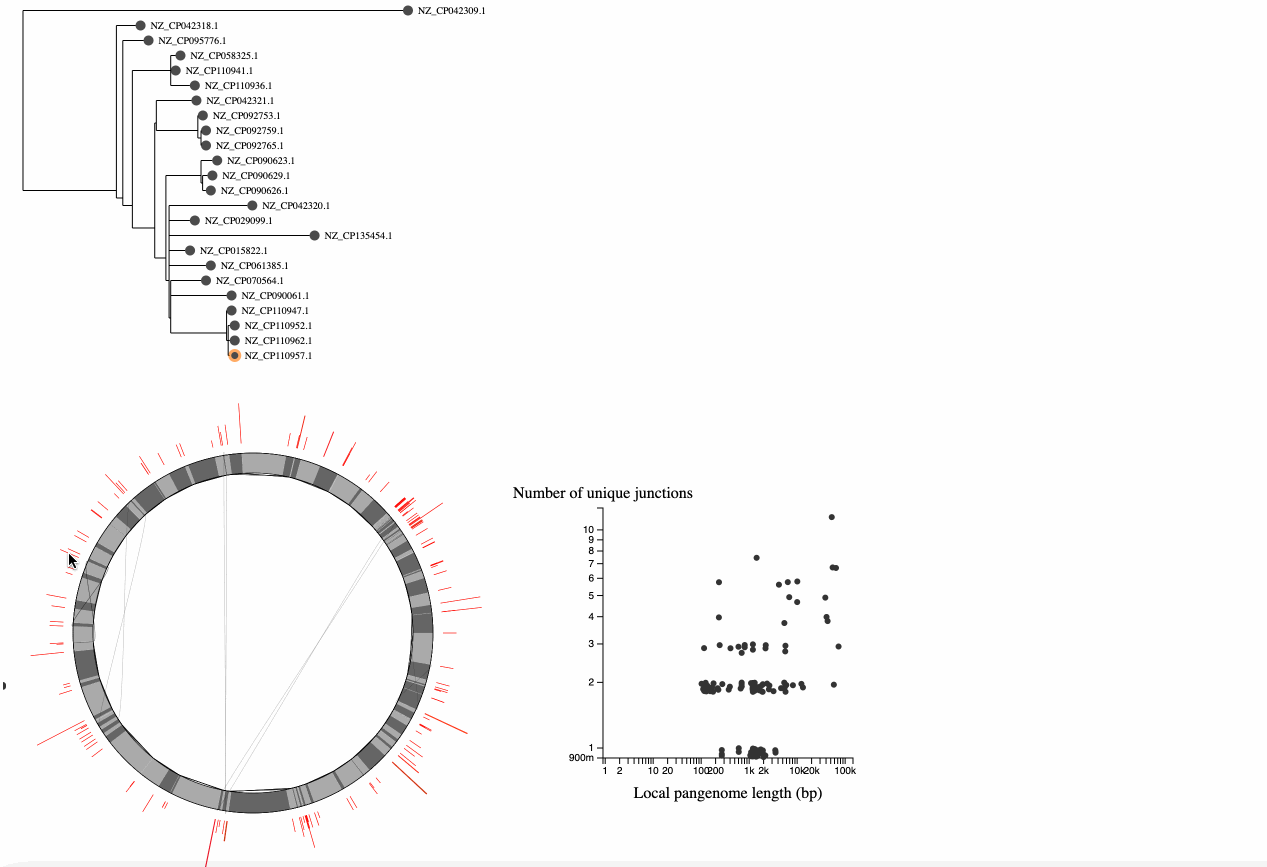 NZ_CP042309.1
NZ_CP042318.1
NZ_CP095776.1
NZ_CP058325.1
NZ_CP110941.1
NZ_CP110936.1
NZ_CP042321.1
NZ_CP092753.1
NZ_CP092759.1
NZ_CP092765.1
NZ_CP090623.1
NZ_CP090629.1
NZ_CP090626.1
NZ_CP042320.1
NZ_CP029099.1
NZ_CP135454.1
NZ_CP015822.1
NZ_CP061385.1
NZ_CP070564.1
NZ_CP090061.1
NZ_CP110947.1
NZ_CP110952.1
NZ_CP110962.1
NZ_CP110957.1
Number of unique junctions
10
9
8
7
6
5
4
3
2
1
900m
1 2 10 20 100 200 1k 2k 10k 20k 100k
Local pangenome length (bp)